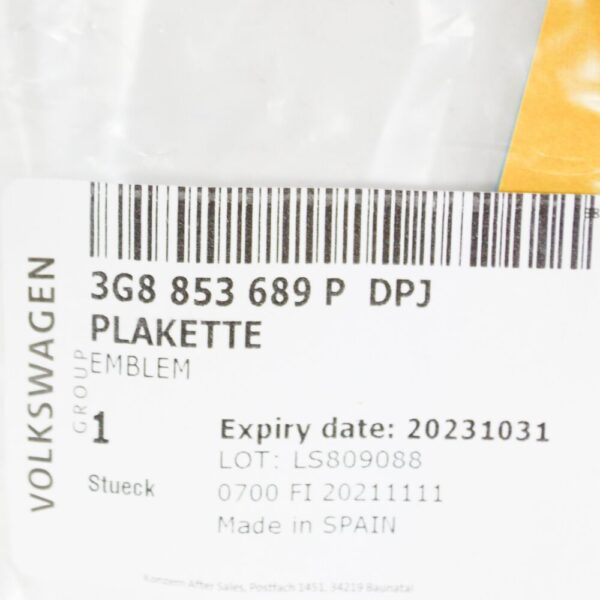 3G8 853 689 P DPJ
PLAKETTE
EMBLEM
VOLKSWAGEN
GROUP
1
Stueck
Expiry date: 20231031
LOT: LS809088
0700 FI 20211111
Made in SPAIN
Konzern After Sales, Postfach 1451, 34219 Baunatal